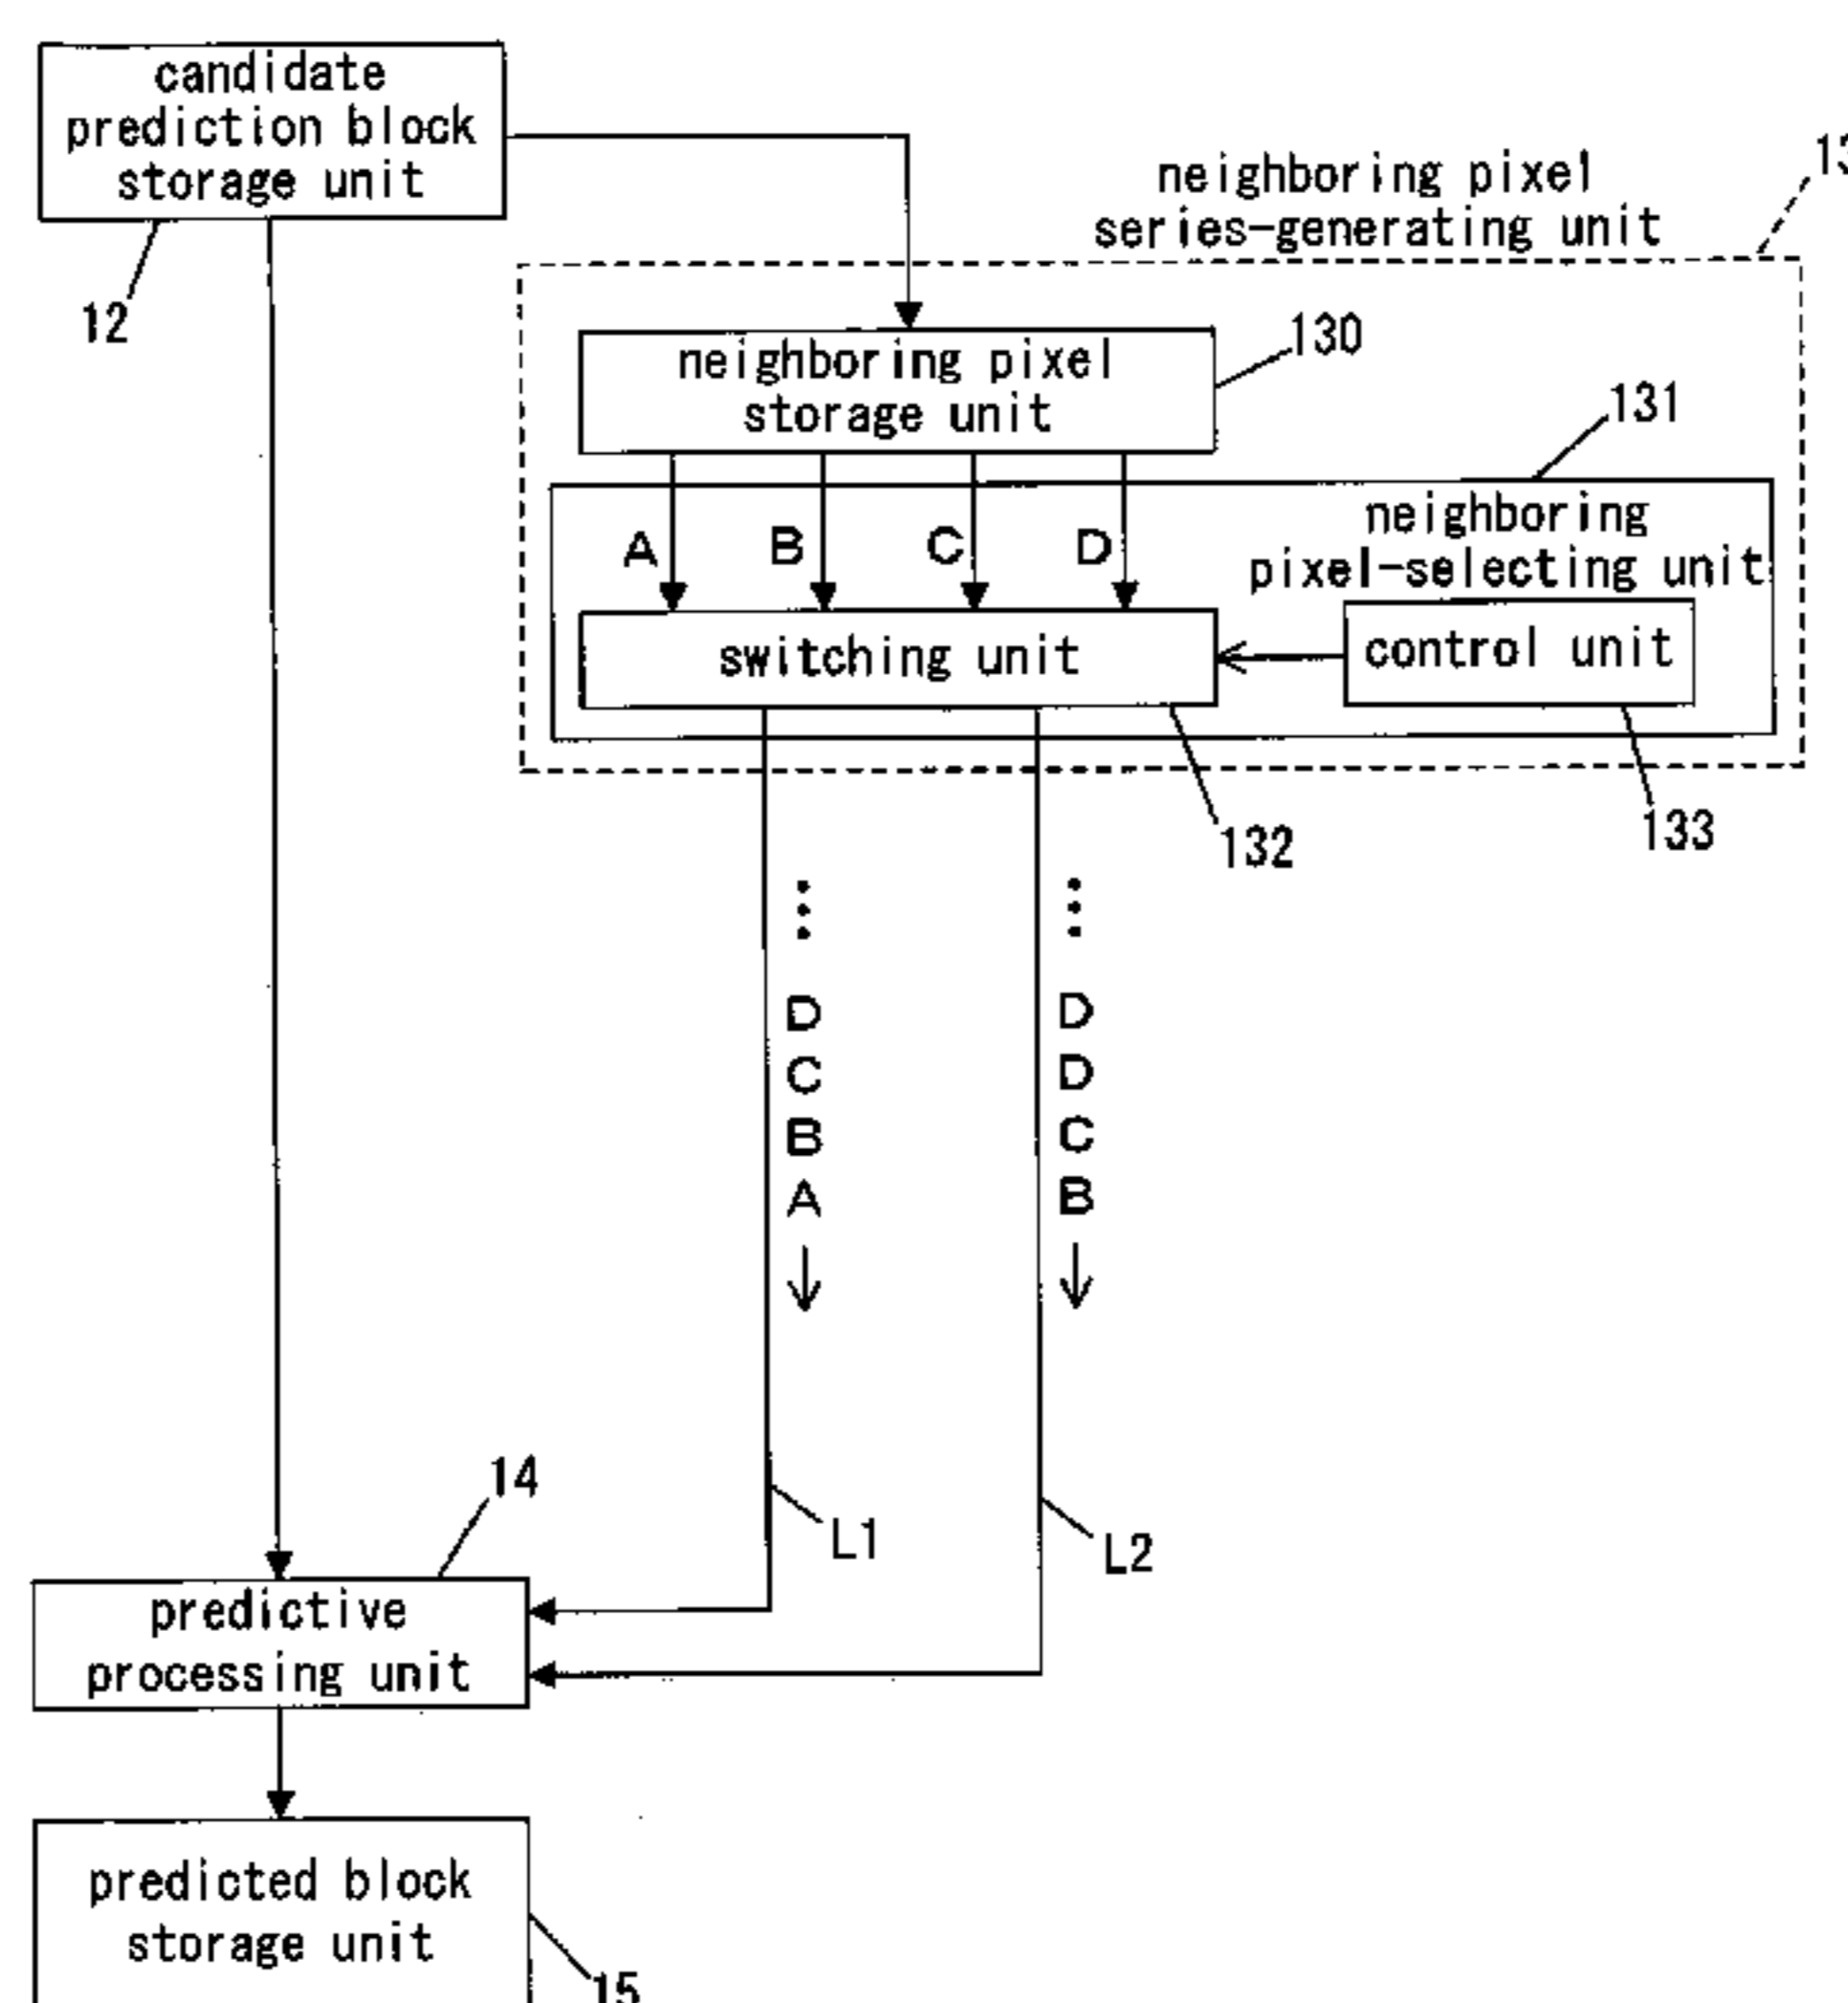 candidate
prediction block
storage unit
12
neighboring pixel
series-generating unit
neighboring pixel
storage unit
130
131
A B C D
neighboring
pixel-selecting unit
switching unit
control unit
132
133
D D
C D
B C
A B
L1
L2
14
predictive
processing unit
predicted block
storage unit
15